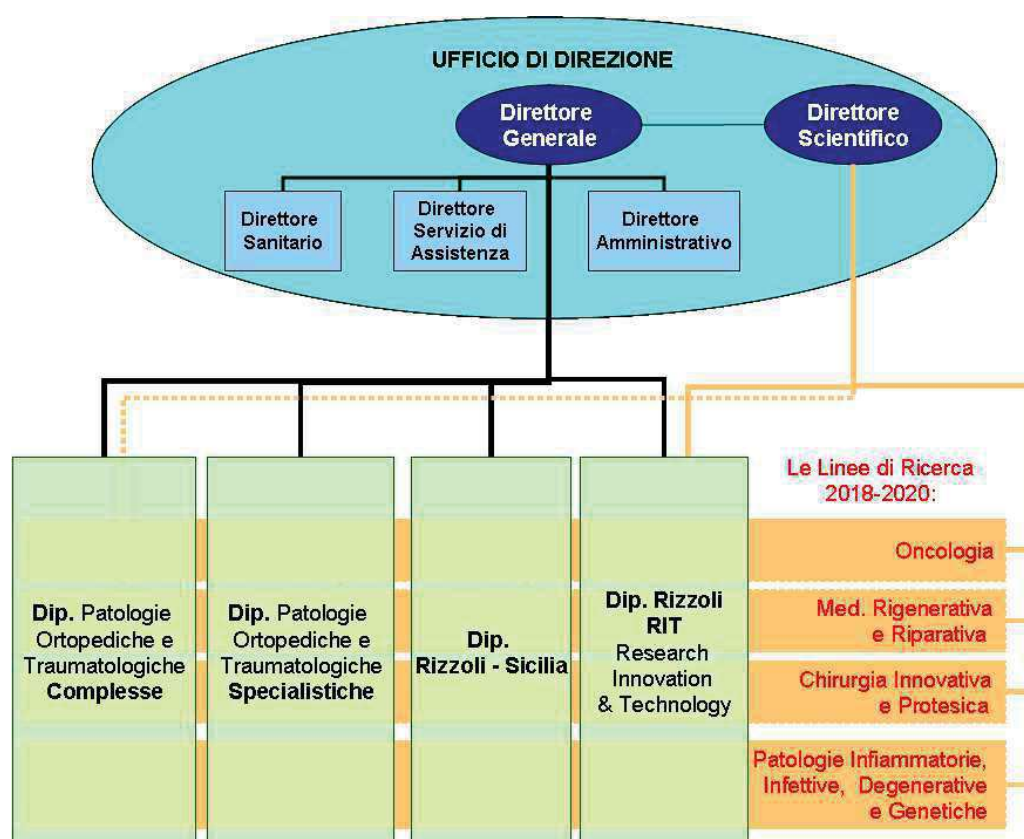 UFFICIO DI DIREZIONE
Direttore
Generale
Direttore
Scientifico
Direttore
Sanitario
Direttore
Servizio di
Assistenza
Direttore
Amministrativo
Dip. Patologie
Ortopediche e
Traumatologiche
Complesse
Dip. Patologie
Ortopediche e
Traumatologiche
Specialistiche
Dip.
Rizzoli - Sicilia
Dip. Rizzoli
RIT
Research
Innovation
& Technology
Le Linee di Ricerca
2018-2020:
Oncologia
Med. Rigenerativa
e Riparativa
Chirurgia Innovativa
e Protesica
Patologie Infiammatorie,
Infettive, Degenerative
e Genetiche